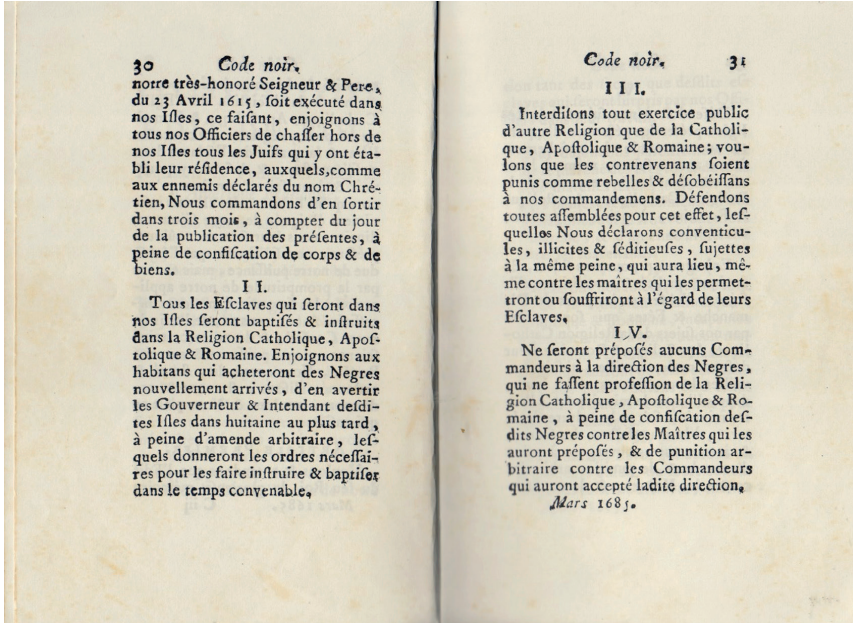 30 Code noir.
notre très-honoré Seigneur & Pere,
du 23 Avril 1615, ſoit exécuté dans
nos Iſles, ce faiſant, enjoignons à
tous nos Officiers de chaſſer hors de
nos Iſles tous les Juifs qui y ont éta-
bli leur réſidence, auxquels, comme
aux ennemis déclarés du nom Chré-
tien, Nous commandons d'en ſortir
dans trois mois, à compter du jour
de la publication des préſentes, à
peine de confiſcation de corps & de
biens.
II.
Tous les Eſclaves qui ſeront dans
nos Iſles ſeront baptiſés & inſtruits
dans la Religion Catholique, Apoſ-
tolique & Romaine. Enjoignons aux
habitans qui acheteront des Negres
nouvellement arrivés, d'en avertir
les Gouverneur & Intendant deſdi-
tes Iſles dans huitaine au plus tard,
à peine d'amende arbitraire, leſ-
quels donneront les ordres néceſſai-
res pour les faire inſtruire & baptiſer
dans le temps convenable.
Code noir. 31
III.
Interdiſons tout exercice public
d'autre Religion que de la Catholi-
que, Apoſtolique & Romaine; vou-
lons que les contrevenans ſoient
punis comme rebelles & déſobéiſſans
à nos commandemens. Défendons
toutes aſſemblées pour cet effet, leſ-
quelles Nous déclarons conventicu-
les, illicites & ſéditieuſes, ſujettes
à la même peine, qui aura lieu, mê-
me contre les maîtres qui les permet-
tront ou ſouffriront à l'égard de leurs
Eſclaves.
IV.
Ne ſeront prépoſés aucuns Com-
mandeurs à la direction des Negres,
qui ne faſſent profeſſion de la Reli-
gion Catholique, Apoſtolique & Ro-
maine, à peine de confiſcation deſ-
dits Negres contre les Maîtres qui les
auront prépoſés, & de punition ar-
bitraire contre les Commandeurs
qui auront accepté ladite direction.
Mars 1685.